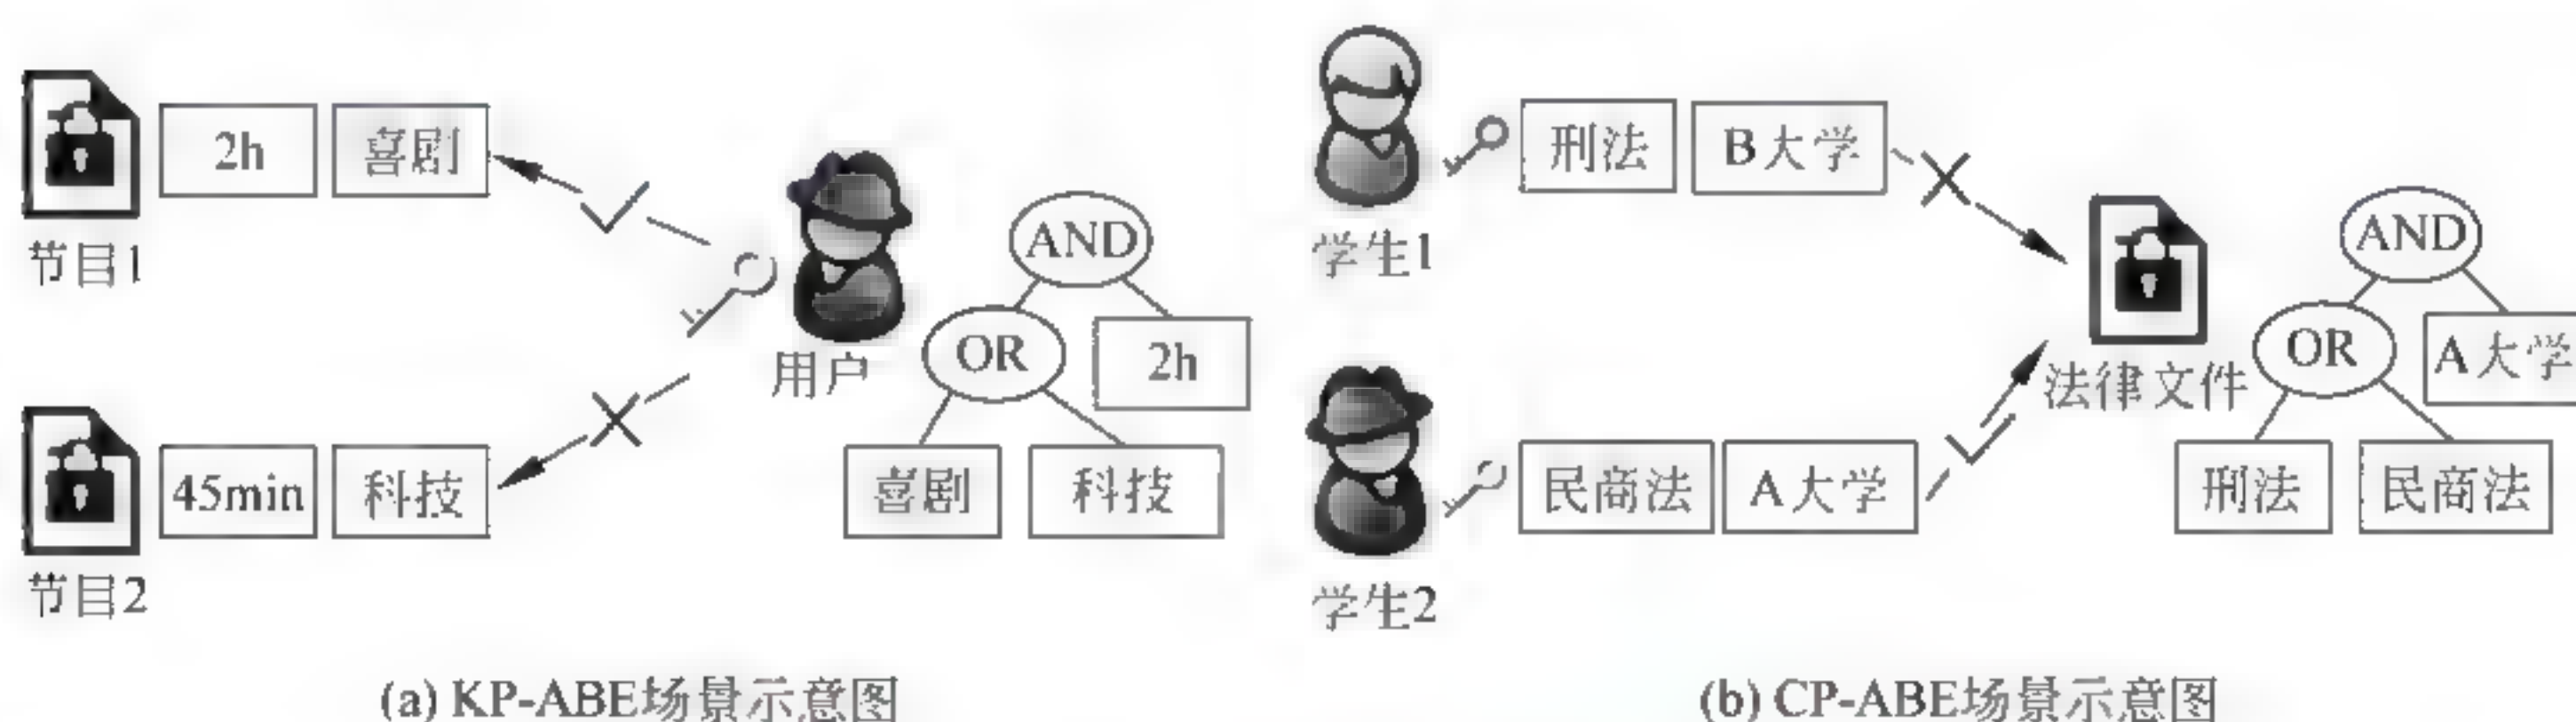 2h 喜剧
节目1
45min 科技
节目2
用户
AND
OR 2h
喜剧 科技
(a) KP-ABE场景示意图
刑法 B大学
学生1
民商法 A大学
学生2
法律文件
AND
OR A大学
刑法 民商法
(b) CP-ABE场景示意图